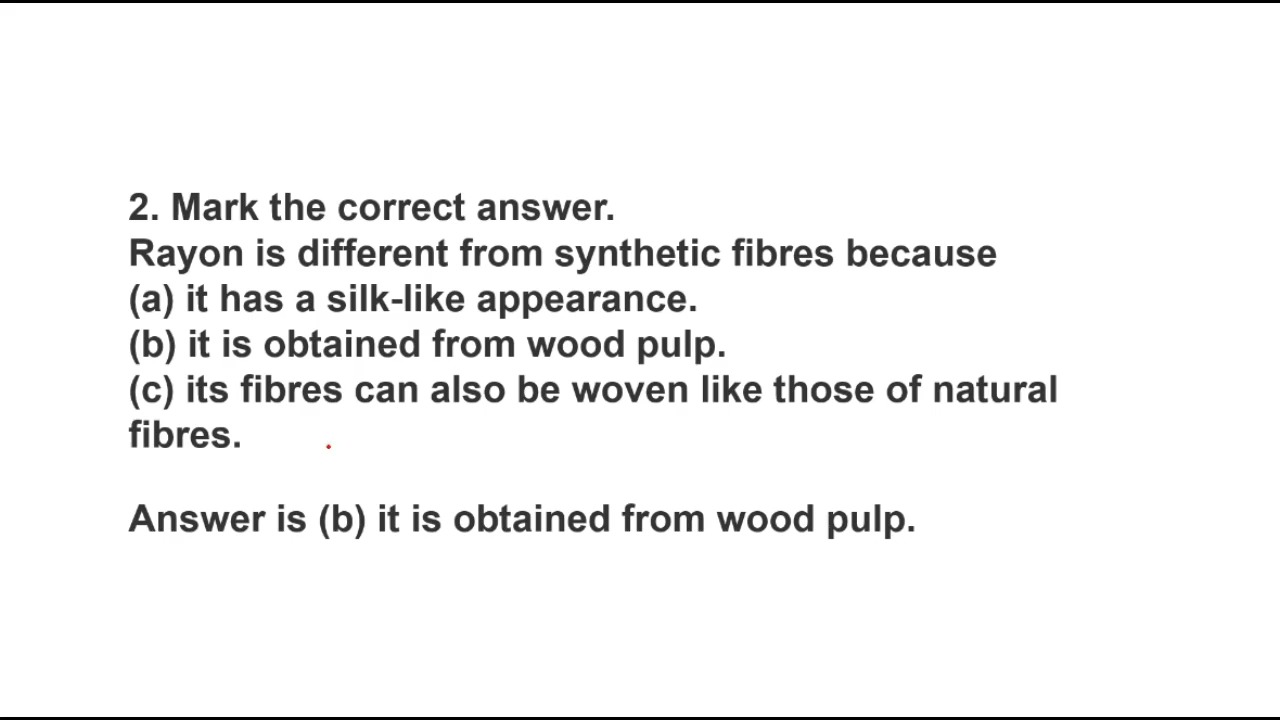 2. Mark the correct answer.
Rayon is different from synthetic fibres because
(a) it has a silk-like appearance.
(b) it is obtained from wood pulp.
(c) its fibres can also be woven like those of natural
fibres.
Answer is (b) it is obtained from wood pulp.